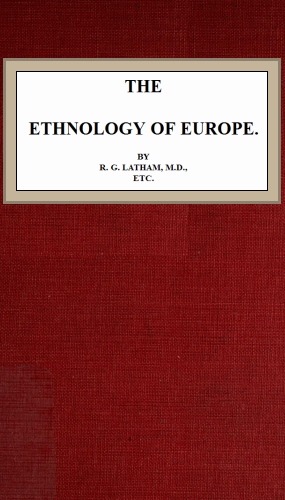 THE
ETHNOLOGY OF EUROPE.
BY
R. G. LATHAM, M.D.,
ETC.